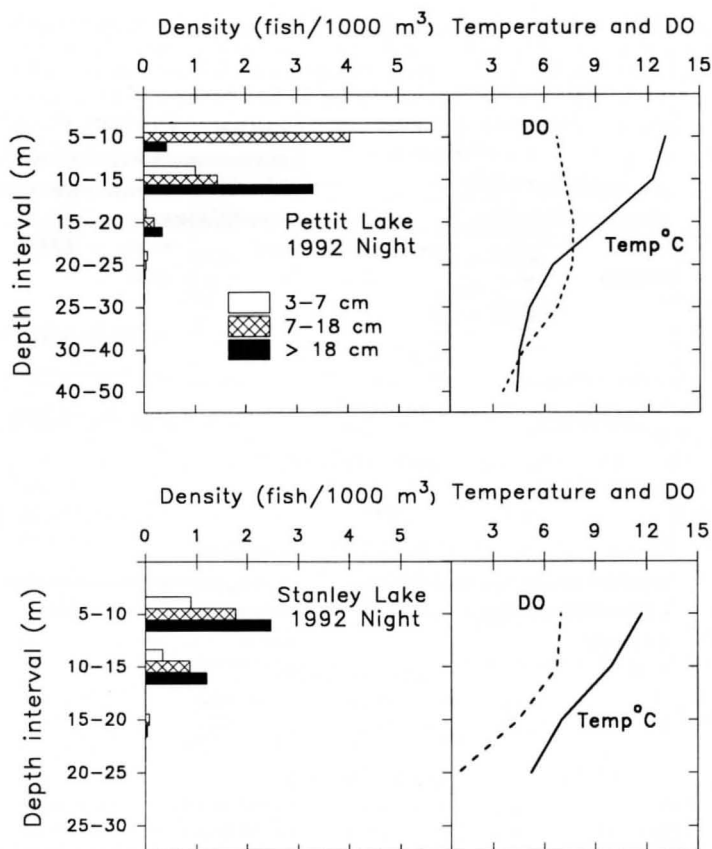 Density (fish/1000 m³) Temperature and DO
0 1 2 3 4 5 3 6 9 12 15
Depth interval (m)
5-10
10-15
15-20
20-25
25-30
30-40
40-50
Pettit Lake
1992 Night
3-7 cm
7-18 cm
> 18 cm
DO
Temp°C
Density (fish/1000 m³) Temperature and DO
0 1 2 3 4 5 3 6 9 12 15
Depth interval (m)
5-10
10-15
15-20
20-25
25-30
Stanley Lake
1992 Night
DO
Temp°C